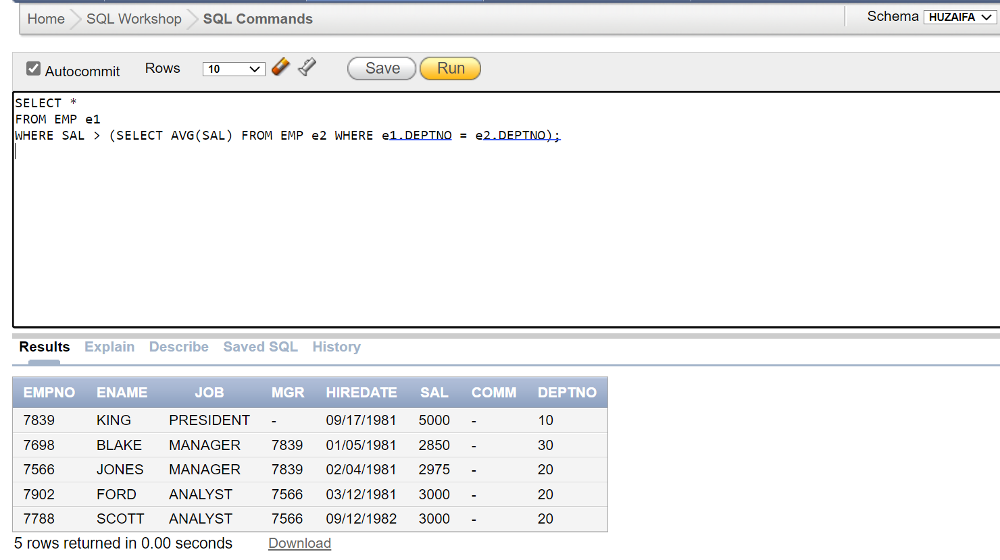 Home SQL Workshop SQL Commands Schema HUZAIFA
Autocommit Rows 10 Save Run
SELECT *
FROM EMP e1
WHERE SAL > (SELECT AVG(SAL) FROM EMP e2 WHERE e1.DEPTNO = e2.DEPTNO);
Results Explain Describe Saved SQL History
EMPNO ENAME JOB MGR HIREDATE SAL COMM DEPTNO
7839 KING PRESIDENT - 09/17/1981 5000 - 10
7698 BLAKE MANAGER 7839 01/05/1981 2850 - 30
7566 JONES MANAGER 7839 02/04/1981 2975 - 20
7902 FORD ANALYST 7566 03/12/1981 3000 - 20
7788 SCOTT ANALYST 7566 09/12/1982 3000 - 20
5 rows returned in 0.00 seconds Download